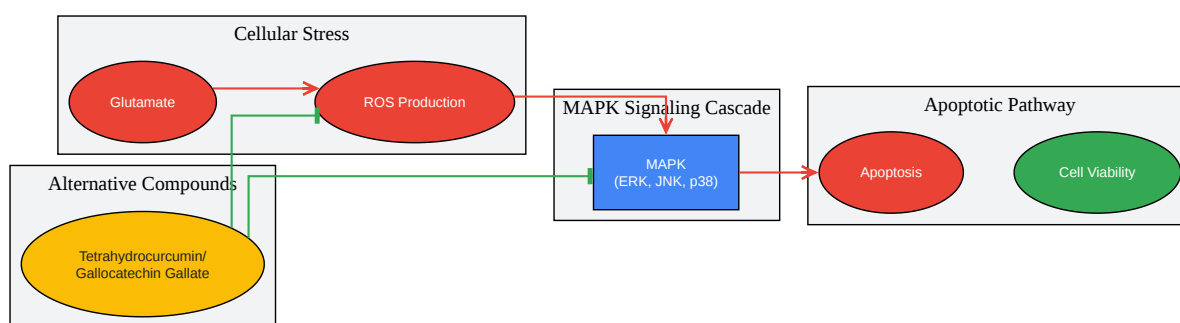 Cellular Stress
Glutamate
ROS Production
MAPK Signaling Cascade
MAPK
(ERK, JNK, p38)
Apoptotic Pathway
Apoptosis
Cell Viability
Alternative Compounds
Tetrahydrocurcumin/
Gallocatechin Gallate